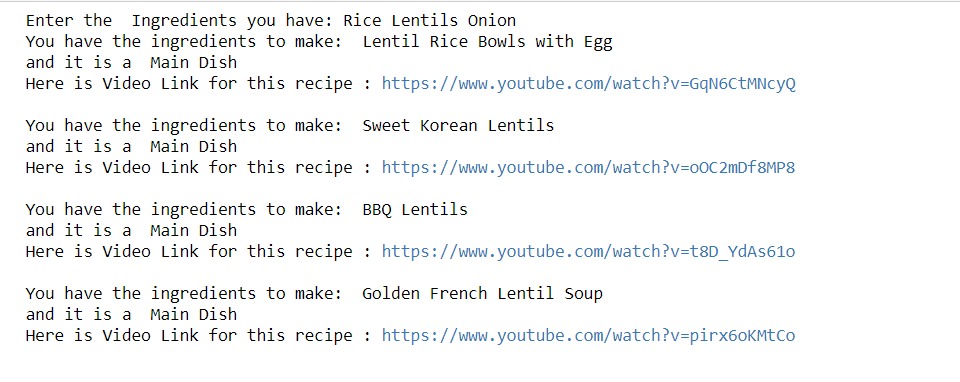 Enter the  Ingredients you have: Rice Lentils Onion
You have the ingredients to make:  Lentil Rice Bowls with Egg
and it is a  Main Dish
Here is Video Link for this recipe : https://www.youtube.com/watch?v=GqN6CtMNcyQ
You have the ingredients to make:  Sweet Korean Lentils
and it is a  Main Dish
Here is Video Link for this recipe : https://www.youtube.com/watch?v=oOC2mDf8MP8
You have the ingredients to make:  BBQ Lentils
and it is a  Main Dish
Here is Video Link for this recipe : https://www.youtube.com/watch?v=t8D_YdAs61o
You have the ingredients to make:  Golden French Lentil Soup
and it is a  Main Dish
Here is Video Link for this recipe : https://www.youtube.com/watch?v=pirx6oKMtCo